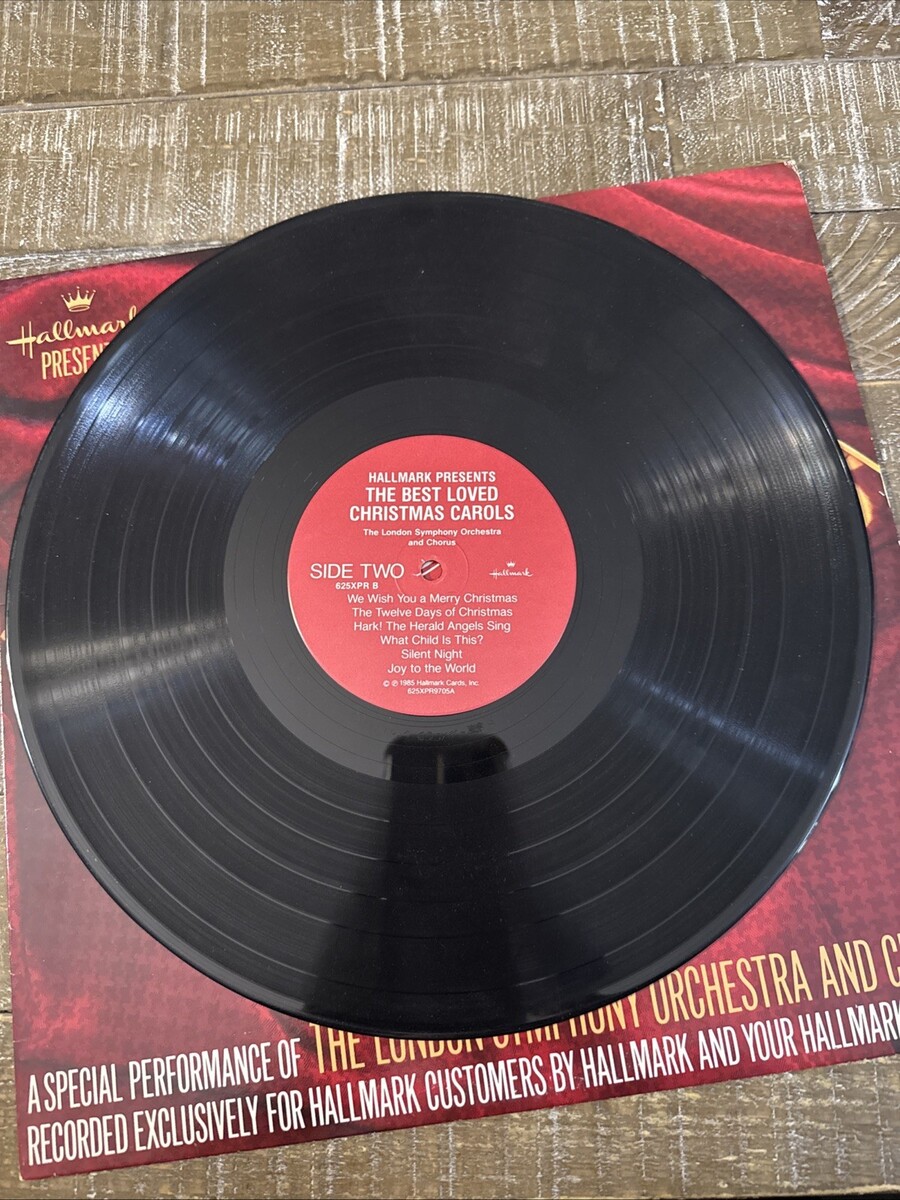 Hallmark
PRESENT
HALLMARK PRESENTS
THE BEST LOVED
CHRISTMAS CAROLS
The London Symphony Orchestra
and Chorus
SIDE TWO
625XPR B
Hallmark
We Wish You a Merry Christmas
The Twelve Days of Christmas
Hark! The Herald Angels Sing
What Child Is This?
Silent Night
Joy to the World
© ℗ 1985 Hallmark Cards, Inc.
625XPR9705A
A SPECIAL PERFORMANCE OF THE LONDON SYMPHONY ORCHESTRA AND C
RECORDED EXCLUSIVELY FOR HALLMARK CUSTOMERS BY HALLMARK AND YOUR HALLMARK